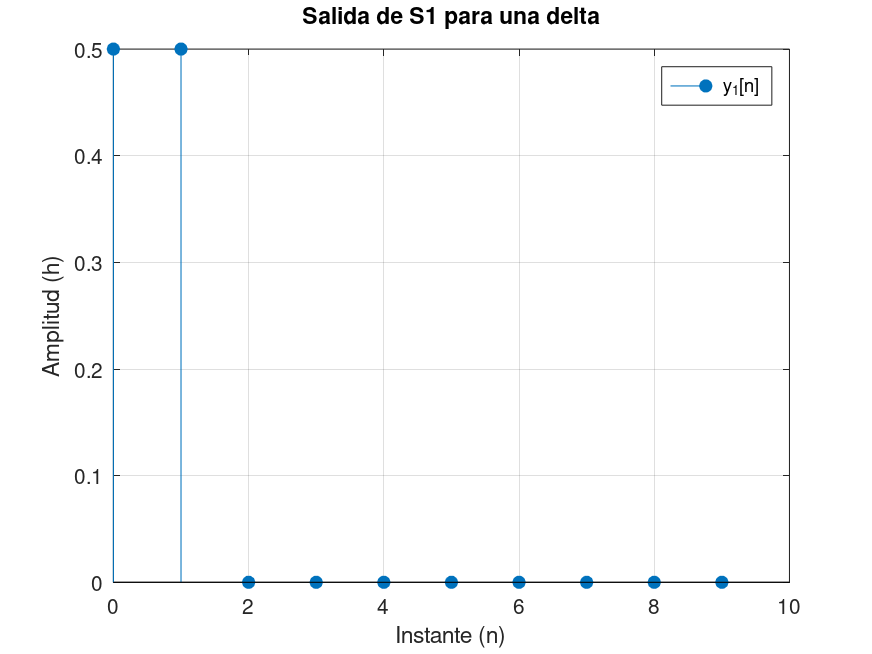 Salida de S1 para una delta
y1[n]
0.5
0.4
0.3
0.2
0.1
0
Amplitud (h)
0 2 4 6 8 10
Instante (n)